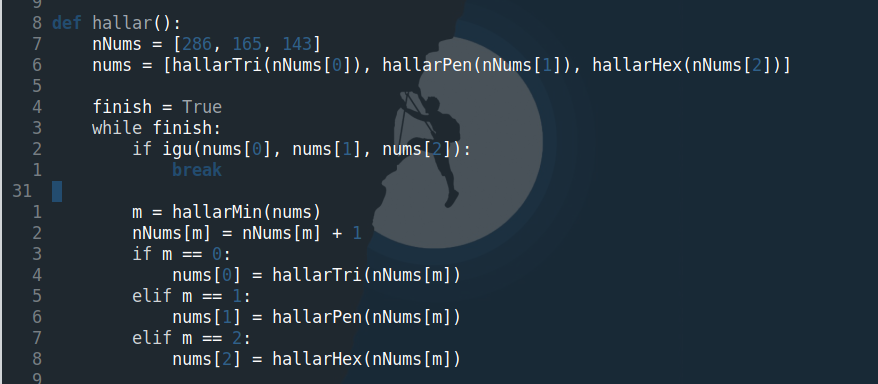 9
8 def hallar():
7     nNums = [286, 165, 143]
6     nums = [hallarTri(nNums[0]), hallarPen(nNums[1]), hallarHex(nNums[2])]
5
4     finish = True
3     while finish:
2         if igu(nums[0], nums[1], nums[2]):
1             break
31
1         m = hallarMin(nums)
2         nNums[m] = nNums[m] + 1
3         if m == 0:
4             nums[0] = hallarTri(nNums[m])
5         elif m == 1:
6             nums[1] = hallarPen(nNums[m])
7         elif m == 2:
8             nums[2] = hallarHex(nNums[m])
9